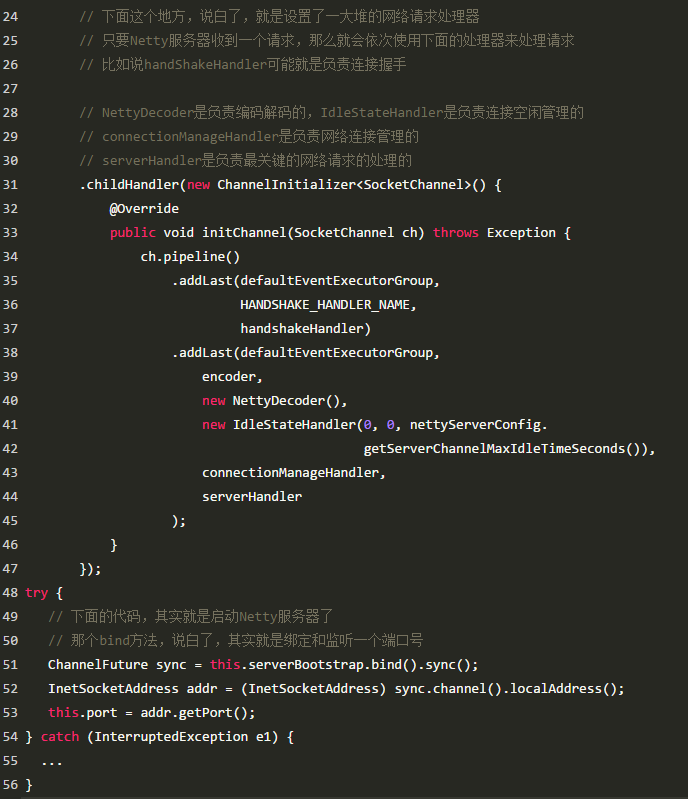 24 // 下面这个地方，说白了，就是设置了一大堆的网络请求处理器
25 // 只要Netty服务器收到一个请求，那么就会依次使用下面的处理器来处理请求
26 // 比如说handShakeHandler可能就是负责连接握手
27
28 // NettyDecoder是负责编码解码的，IdleStateHandler是负责连接空闲管理的
29 // connectionManageHandler是负责网络连接管理的
30 // serverHandler是负责最关键的网络请求的处理的
31 .childHandler(new ChannelInitializer<SocketChannel>() {
32 @Override
33 public void initChannel(SocketChannel ch) throws Exception {
34 ch.pipeline()
35 .addLast(defaultEventExecutorGroup,
36 HANDSHAKE_HANDLER_NAME,
37 handshakeHandler)
38 .addLast(defaultEventExecutorGroup,
39 encoder,
40 new NettyDecoder(),
41 new IdleStateHandler(0, 0, nettyServerConfig.
42 getServerChannelMaxIdleTimeSeconds()),
43 connectionManageHandler,
44 serverHandler
45 );
46 }
47 });
48 try {
49 // 下面的代码，其实就是启动Netty服务器了
50 // 那个bind方法，说白了，其实就是绑定和监听一个端口号
51 ChannelFuture sync = this.serverBootstrap.bind().sync();
52 InetSocketAddress addr = (InetSocketAddress) sync.channel().localAddress();
53 this.port = addr.getPort();
54 } catch (InterruptedException e1) {
55 ...
56 }